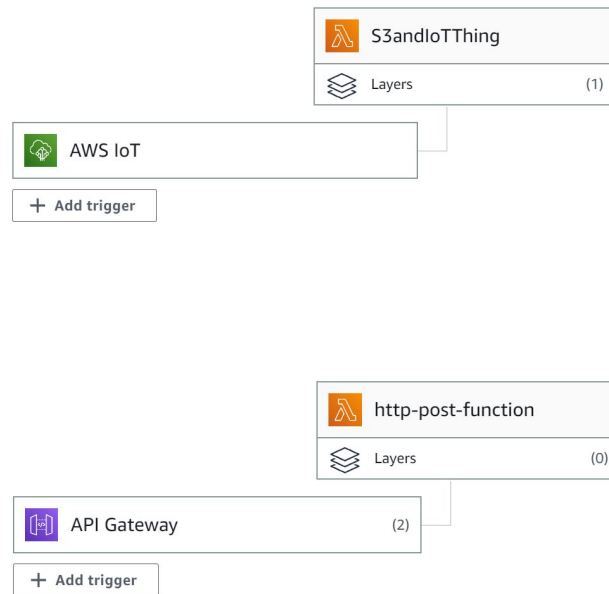 S3andIoTThing
Layers (1)
AWS IoT
+ Add trigger
http-post-function
Layers (0)
API Gateway (2)
+ Add trigger